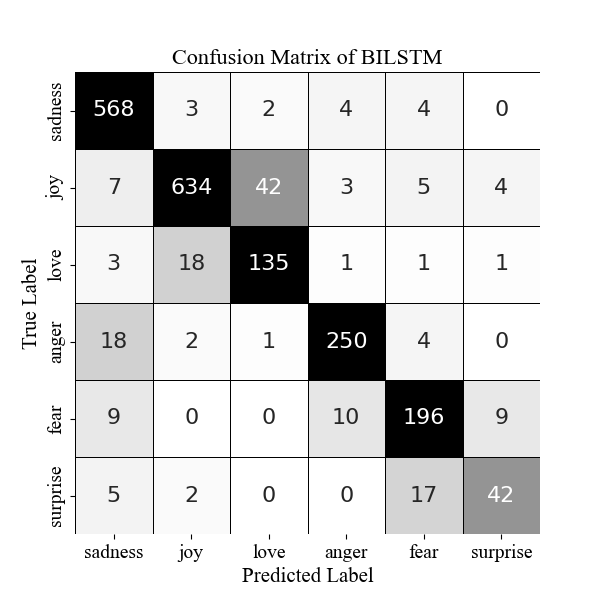 Confusion Matrix of BILSTM
True Label
sadness 568 3 2 4 4 0
joy 7 634 42 3 5 4
love 3 18 135 1 1 1
anger 18 2 1 250 4 0
fear 9 0 0 10 196 9
surprise 5 2 0 0 17 42
sadness joy love anger fear surprise
Predicted Label